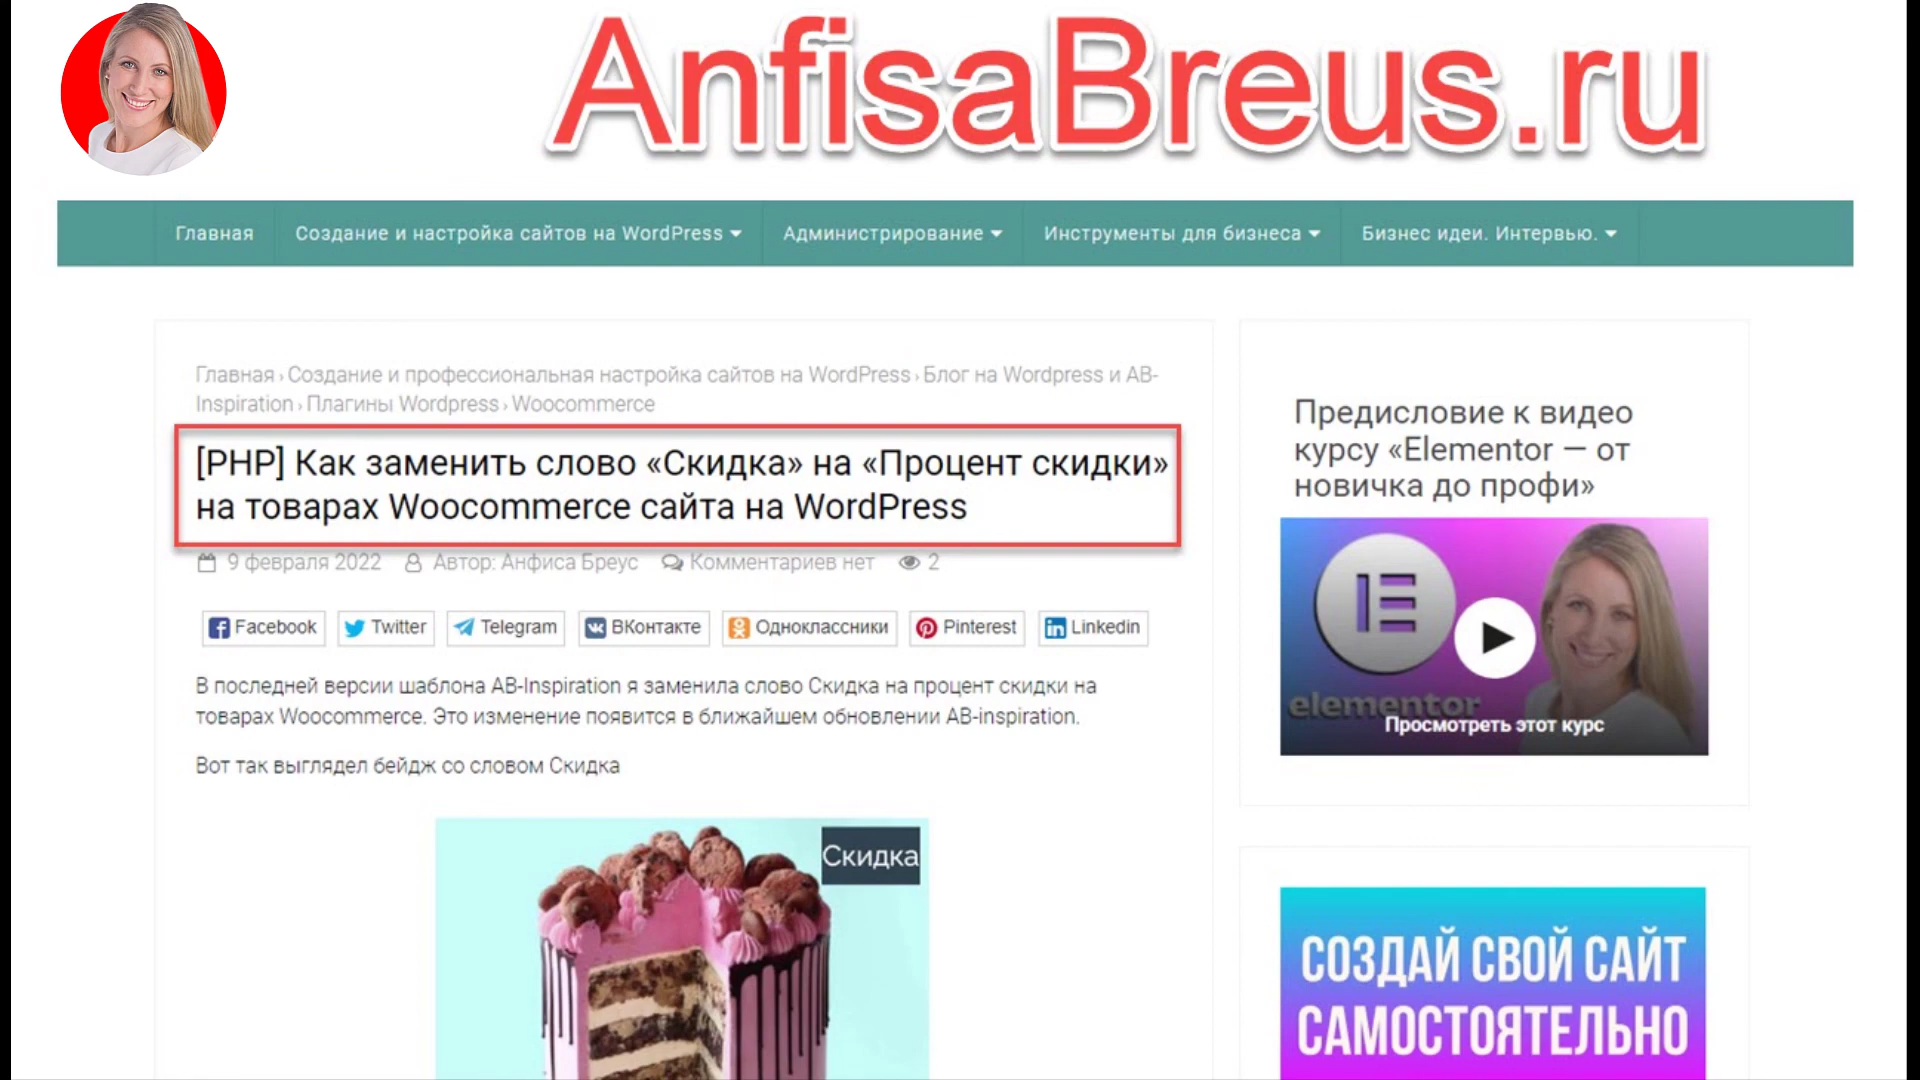 AnfisaBreus.ru
Главная
Создание и настройка сайтов на WordPress
Администрирование
Инструменты для бизнеса
Бизнес идеи. Интервью.
Главная › Создание и профессиональная настройка сайтов на WordPress › Блог на Wordpress и AB-
Inspiration › Плагины Wordpress › Woocommerce
[PHP] Как заменить слово «Скидка» на «Процент скидки»
на товарах Woocommerce сайта на WordPress
9 февраля 2022 Автор: Анфиса Бреус Комментариев нет 2
Facebook Twitter Telegram ВКонтакте Одноклассники Pinterest Linkedin
В последней версии шаблона AB-Inspiration я заменила слово Скидка на процент скидки на
товарах Woocommerce. Это изменение появится в ближайшем обновлении AB-inspiration.
Вот так выглядел бейдж со словом Скидка
Скидка
Предисловие к видео
курсу «Elementor — от
новичка до профи»
elementor
Просмотреть этот курс
СОЗДАЙ СВОЙ САЙТ
САМОСТОЯТЕЛЬНО